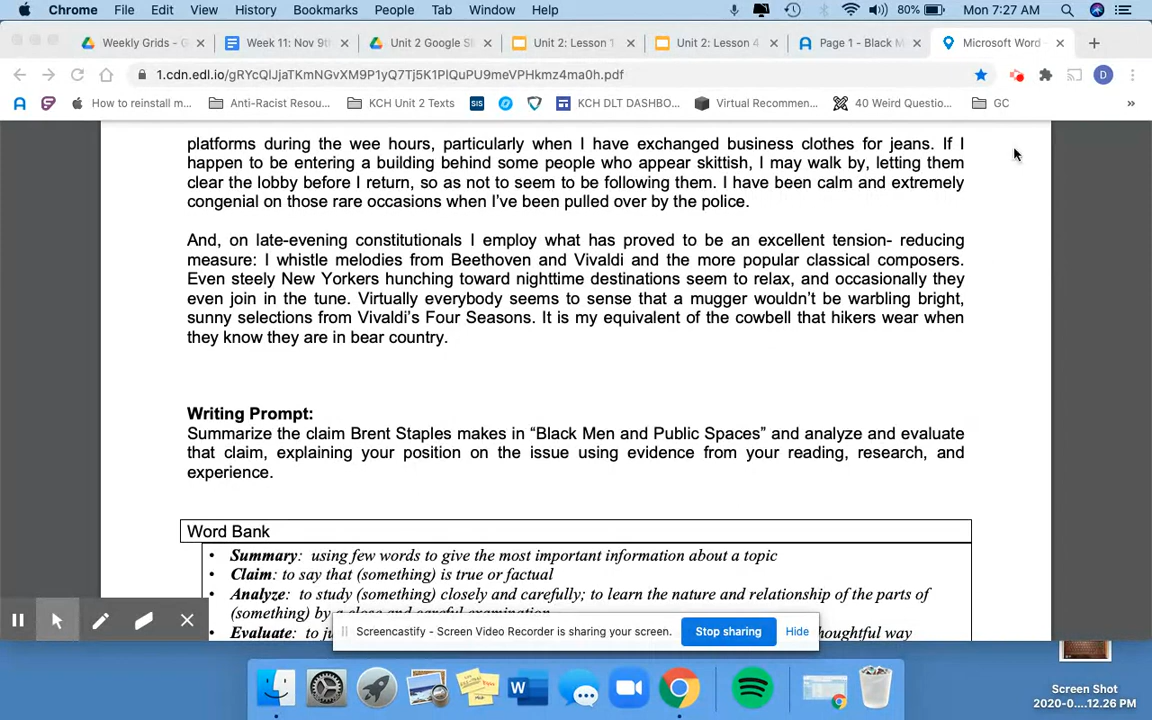 Chrome File Edit View History Bookmarks People Tab Window Help 80% Mon 7:27 AM
Weekly Grids - G Week 11: Nov 9th Unit 2 Google Sl Unit 2: Lesson 1 Unit 2: Lesson 4 Page 1 - Black M Microsoft Word -
1.cdn.edl.io/gRYcQlJjaTKmNGvXM9P1yQ7Tj5K1PlQuPU9meVPHkmz4ma0h.pdf D
How to reinstall m... Anti-Racist Resou... KCH Unit 2 Texts SIS KCH DLT DASHBO... Virtual Recommen... 40 Weird Questio... GC »
platforms during the wee hours, particularly when I have exchanged business clothes for jeans. If I
happen to be entering a building behind some people who appear skittish, I may walk by, letting them
clear the lobby before I return, so as not to seem to be following them. I have been calm and extremely
congenial on those rare occasions when I've been pulled over by the police.
And, on late-evening constitutionals I employ what has proved to be an excellent tension- reducing
measure: I whistle melodies from Beethoven and Vivaldi and the more popular classical composers.
Even steely New Yorkers hunching toward nighttime destinations seem to relax, and occasionally they
even join in the tune. Virtually everybody seems to sense that a mugger wouldn't be warbling bright,
sunny selections from Vivaldi's Four Seasons. It is my equivalent of the cowbell that hikers wear when
they know they are in bear country.
Writing Prompt:
Summarize the claim Brent Staples makes in “Black Men and Public Spaces” and analyze and evaluate
that claim, explaining your position on the issue using evidence from your reading, research, and
experience.
Word Bank
• Summary: using few words to give the most important information about a topic
• Claim: to say that (something) is true or factual
• Analyze: to study (something) closely and carefully; to learn the nature and relationship of the parts of
(something) by a close and careful examination
• Evaluate: to ju houghtful way
Screencastify - Screen Video Recorder is sharing your screen. Stop sharing Hide
W
Screen Shot
2020-0....12.26 PM